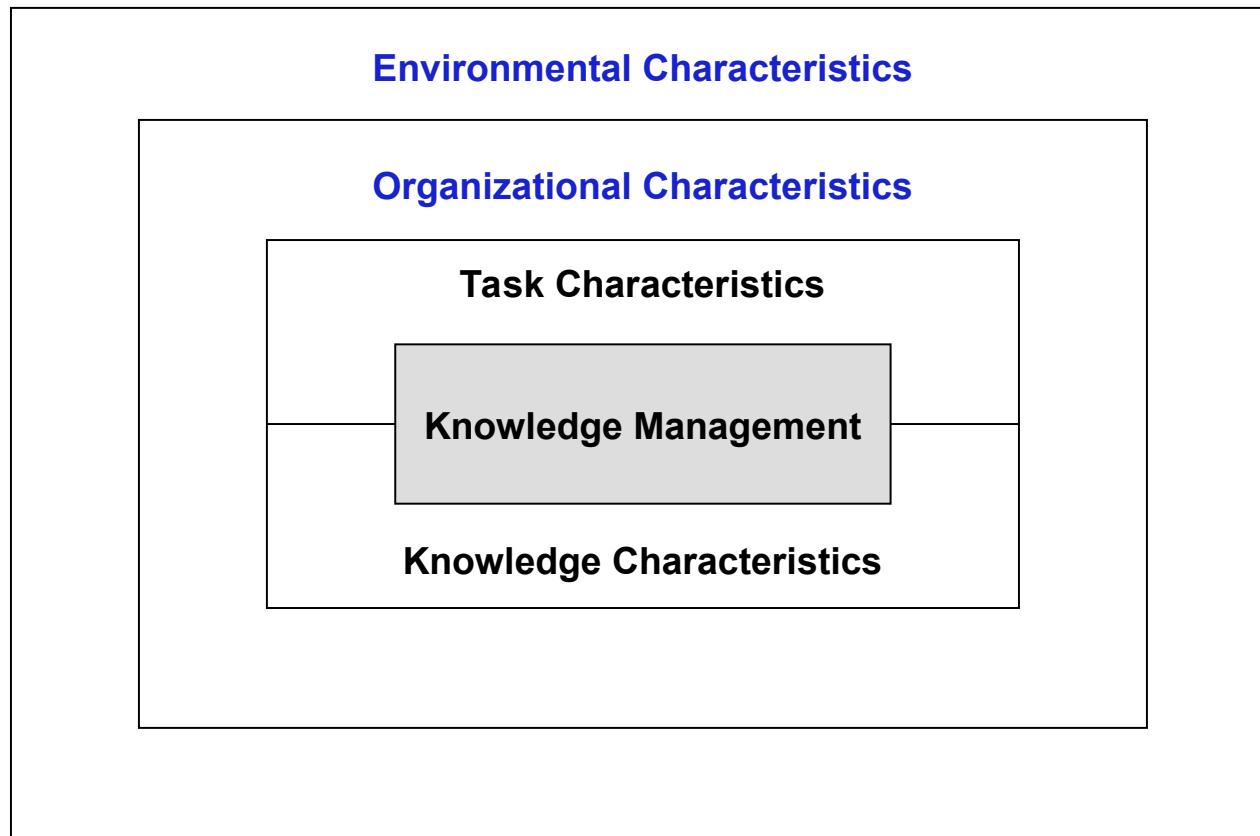 Environmental Characteristics
Organizational Characteristics
Task Characteristics
Knowledge Management
Knowledge Characteristics